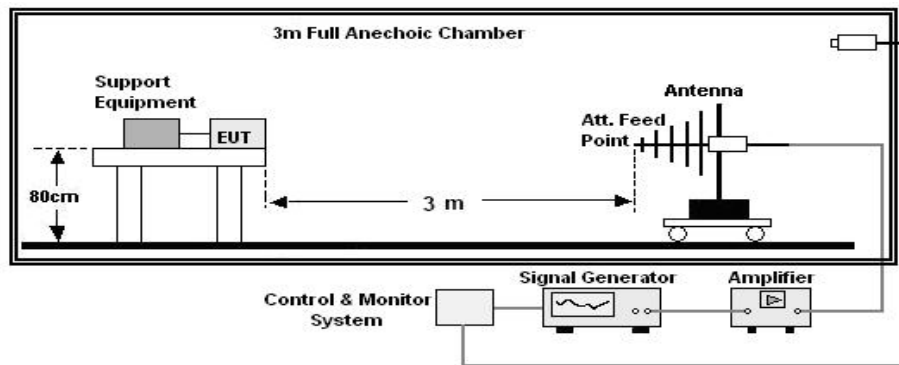 3m Full Anechoic Chamber
Support
Equipment
EUT
Antenna
Att. Feed
Point
80cm
3 m
Signal Generator
Amplifier
Control & Monitor
System